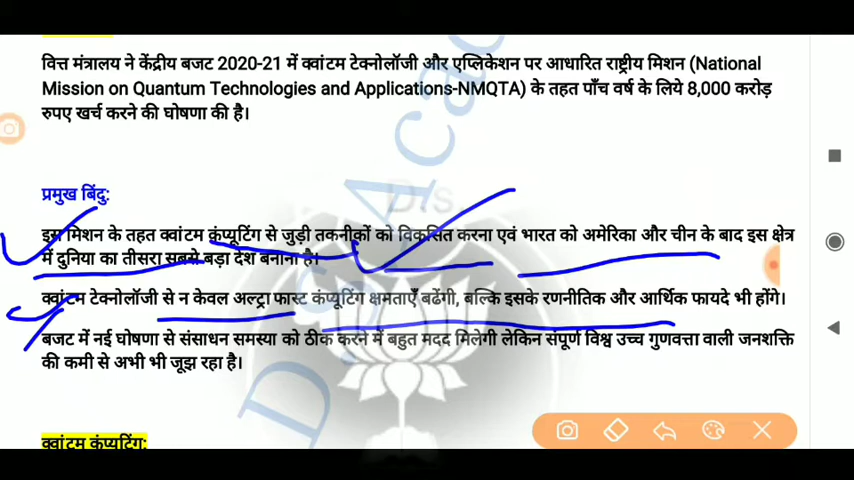 वित्त मंत्रालय ने केंद्रीय बजट 2020-21 में क्वांटम टेक्नोलॉजी और एप्लिकेशन पर आधारित राष्ट्रीय मिशन (National
Mission on Quantum Technologies and Applications-NMQTA) के तहत पाँच वर्ष के लिये 8,000 करोड़
रुपए खर्च करने की घोषणा की है।
प्रमुख बिंदु:
इस मिशन के तहत क्वांटम कंप्यूटिंग से जुड़ी तकनीकों को विकसित करना एवं भारत को अमेरिका और चीन के बाद इस क्षेत्र
में दुनिया का तीसरा सबसे बड़ा देश बनाना है।
क्वांटम टेक्नोलॉजी से न केवल अल्ट्रा फास्ट कंप्यूटिंग क्षमताएँ बढेंगी, बल्कि इसके रणनीतिक और आर्थिक फायदे भी होंगे।
बजट में नई घोषणा से संसाधन समस्या को ठीक करने में बहुत मदद मिलेगी लेकिन संपूर्ण विश्व उच्च गुणवत्ता वाली जनशक्ति
की कमी से अभी भी जूझ रहा है।
क्वांटम कंप्यूटिंग:
D.s